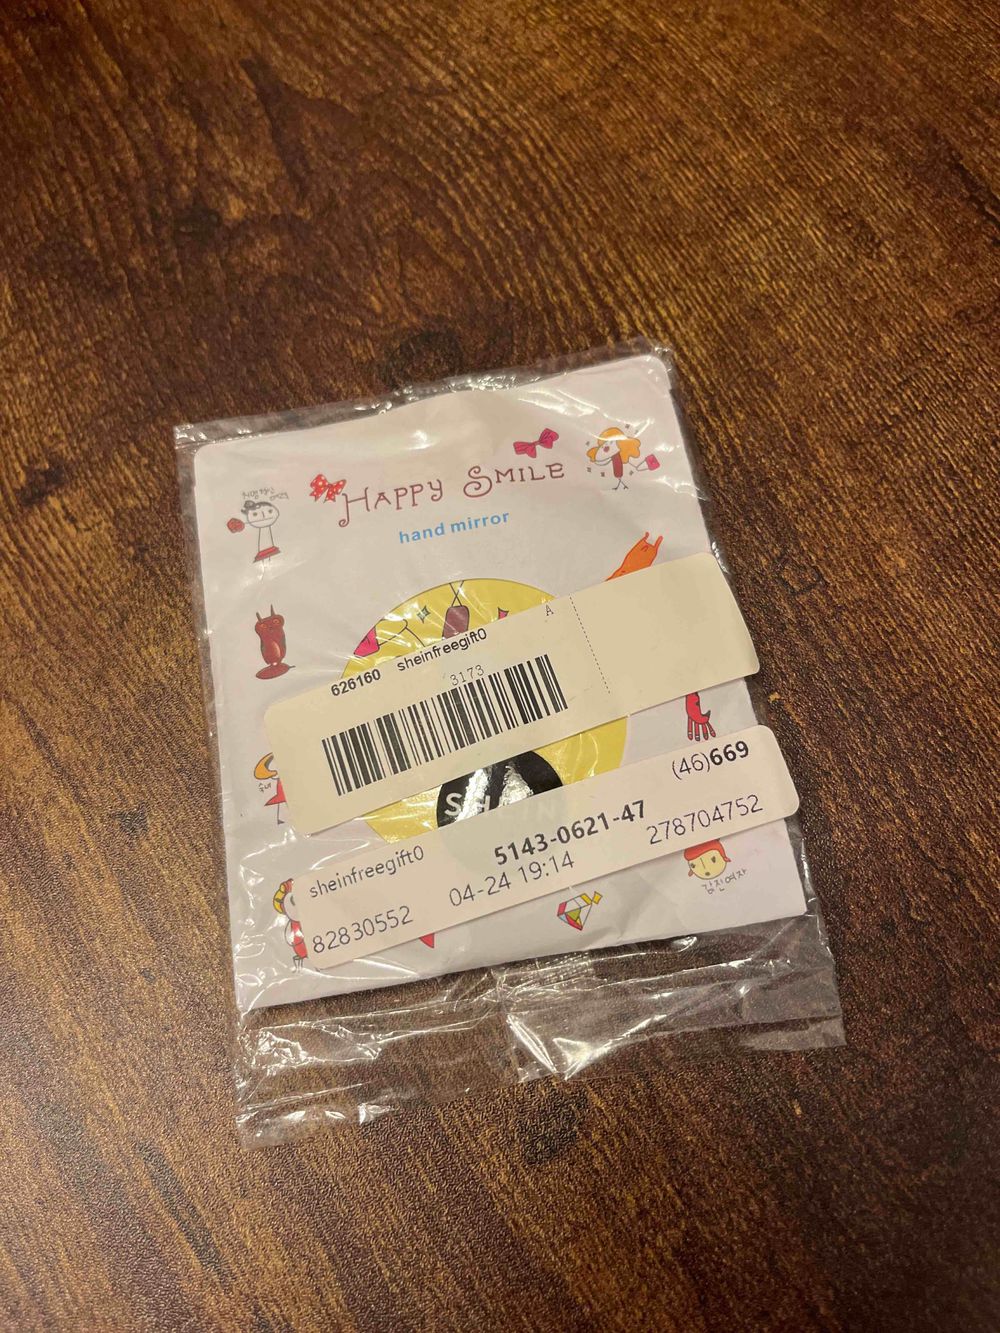 HAPPY SMILE
hand mirror
A
626160 sheinfreegift0
3173
(46)669
sheinfreegift0 5143-0621-47
82830552 04-24 19:14 278704752